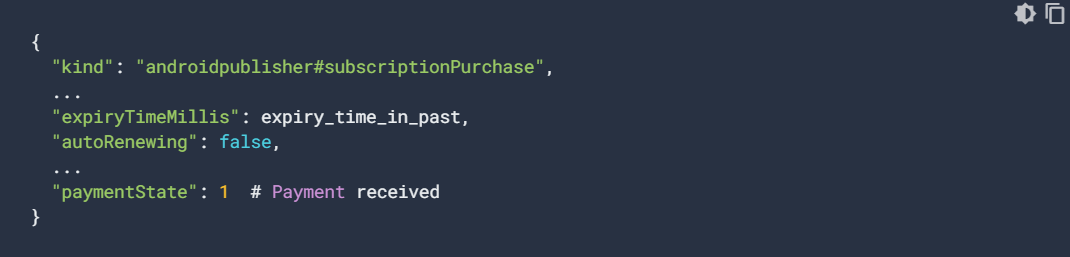 {
"kind": "androidpublisher#subscriptionPurchase",
...
"expiryTimeMillis": expiry_time_in_past,
"autoRenewing": false,
...
"paymentState": 1  # Payment received
}